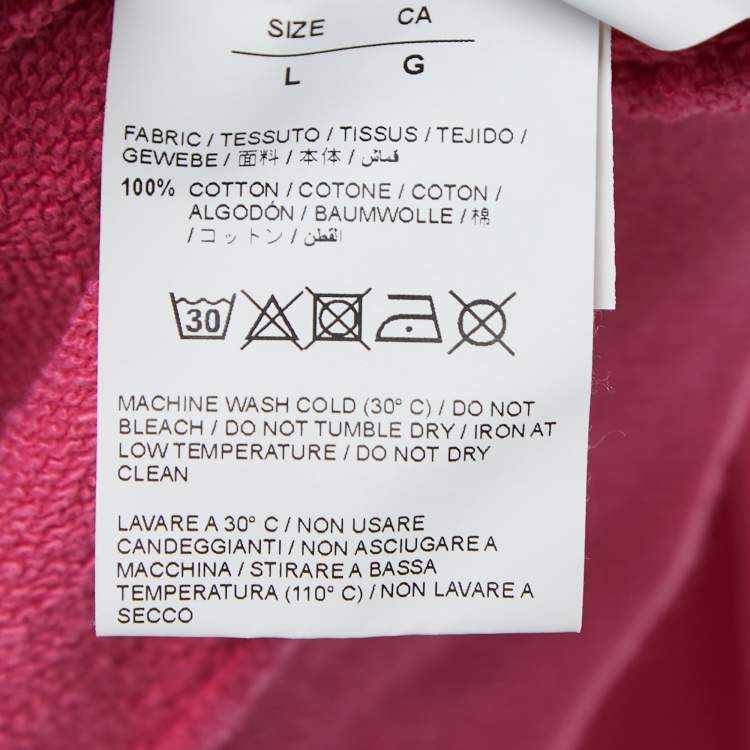 SIZE CA
L G
FABRIC / TESSUTO / TISSUS / TEJIDO /
GEWEBE / 面料 / 本体 / قماش
100% COTTON / COTONE / COTON /
ALGODÓN / BAUMWOLLE / 棉
/ コットン / القطن
30
MACHINE WASH COLD (30° C) / DO NOT
BLEACH / DO NOT TUMBLE DRY / IRON AT
LOW TEMPERATURE / DO NOT DRY
CLEAN
LAVARE A 30° C / NON USARE
CANDEGGIANTI / NON ASCIUGARE A
MACCHINA / STIRARE A BASSA
TEMPERATURA (110° C) / NON LAVARE A
SECCO